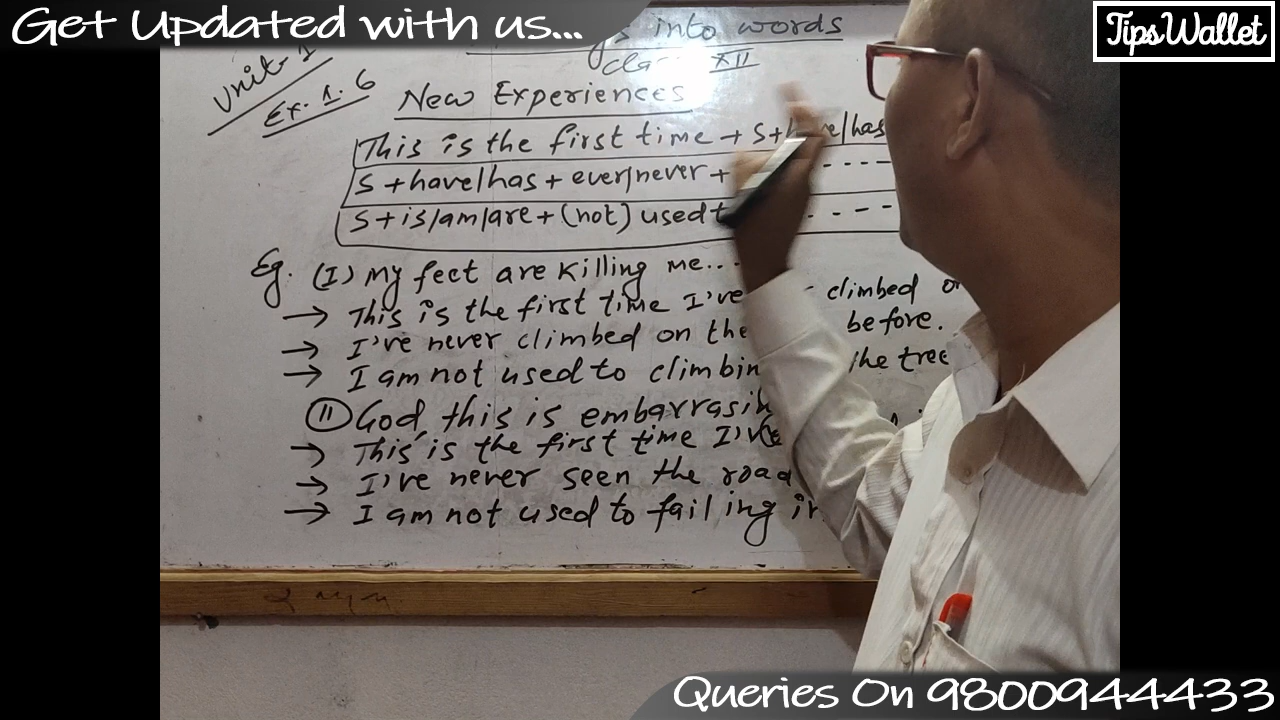 Get Updated with us...
TipsWallet
into words
class XII
Unit-1
Ex. 1.6
New Experiences
This is the first time + S + have/has
S + have/has + ever/never + - - - -
S + is/am/are + (not) used t - - - -
Eg. (I) My feet are killing me...
→ This is the first time I've climbed
→ I've never climbed on the before.
→ I am not used to climbin the tree
(II) God, this is embarrasin
→ This is the first time I've
→ I've never seen the road
→ I am not used to failing in
Queries On 9800944433